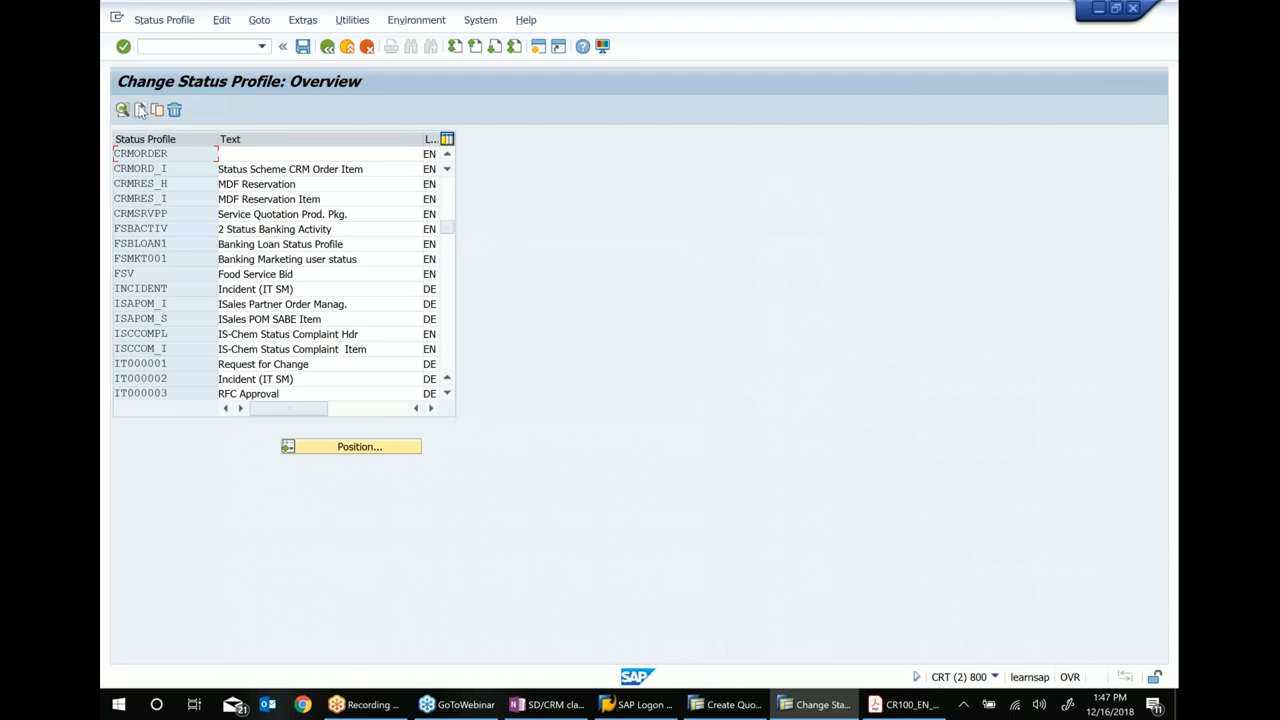 Status Profile Edit Goto Extras Utilities Environment System Help
Change Status Profile: Overview
Status Profile Text L...
CRMORDER EN
CRMORD_I Status Scheme CRM Order Item EN
CRMRES_H MDF Reservation EN
CRMRES_I MDF Reservation Item EN
CRMSRVPP Service Quotation Prod. Pkg. EN
FSBACTIV 2 Status Banking Activity EN
FSBLOAN1 Banking Loan Status Profile EN
FSMKT001 Banking Marketing user status EN
FSV Food Service Bid EN
INCIDENT Incident (IT SM) DE
ISAPOM_I ISales Partner Order Manag. DE
ISAPOM_S ISales POM SABE Item DE
ISCCOMPL IS-Chem Status Complaint Hdr EN
ISCCOM_I IS-Chem Status Complaint Item EN
IT000001 Request for Change DE
IT000002 Incident (IT SM) DE
IT000003 RFC Approval DE
Position...
SAP CRT (2) 800 learnsap OVR
21 Recording ... GoToWebinar SD/CRM cla... SAP Logon ... Create Quo... Change Sta... CR100_EN_... 1:47 PM
12/16/2018 11